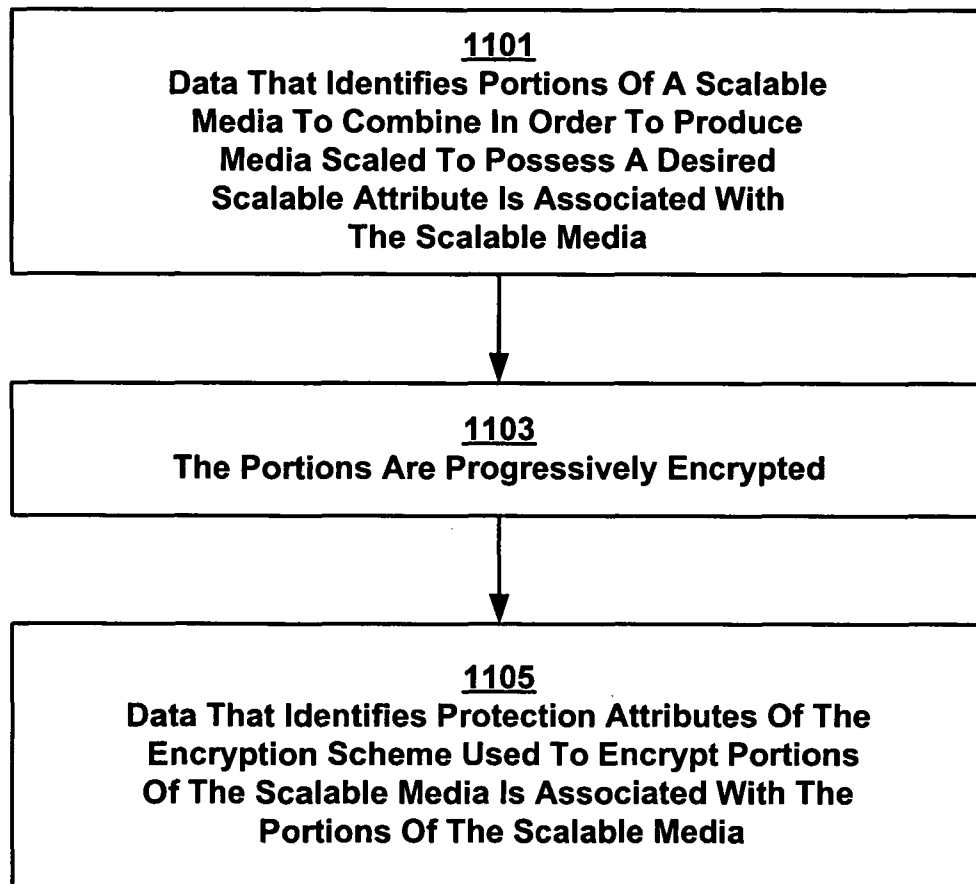 1101
Data That Identifies Portions Of A Scalable
Media To Combine In Order To Produce
Media Scaled To Possess A Desired
Scalable Attribute Is Associated With
The Scalable Media
1103
The Portions Are Progressively Encrypted
1105
Data That Identifies Protection Attributes Of The
Encryption Scheme Used To Encrypt Portions
Of The Scalable Media Is Associated With The
Portions Of The Scalable Media